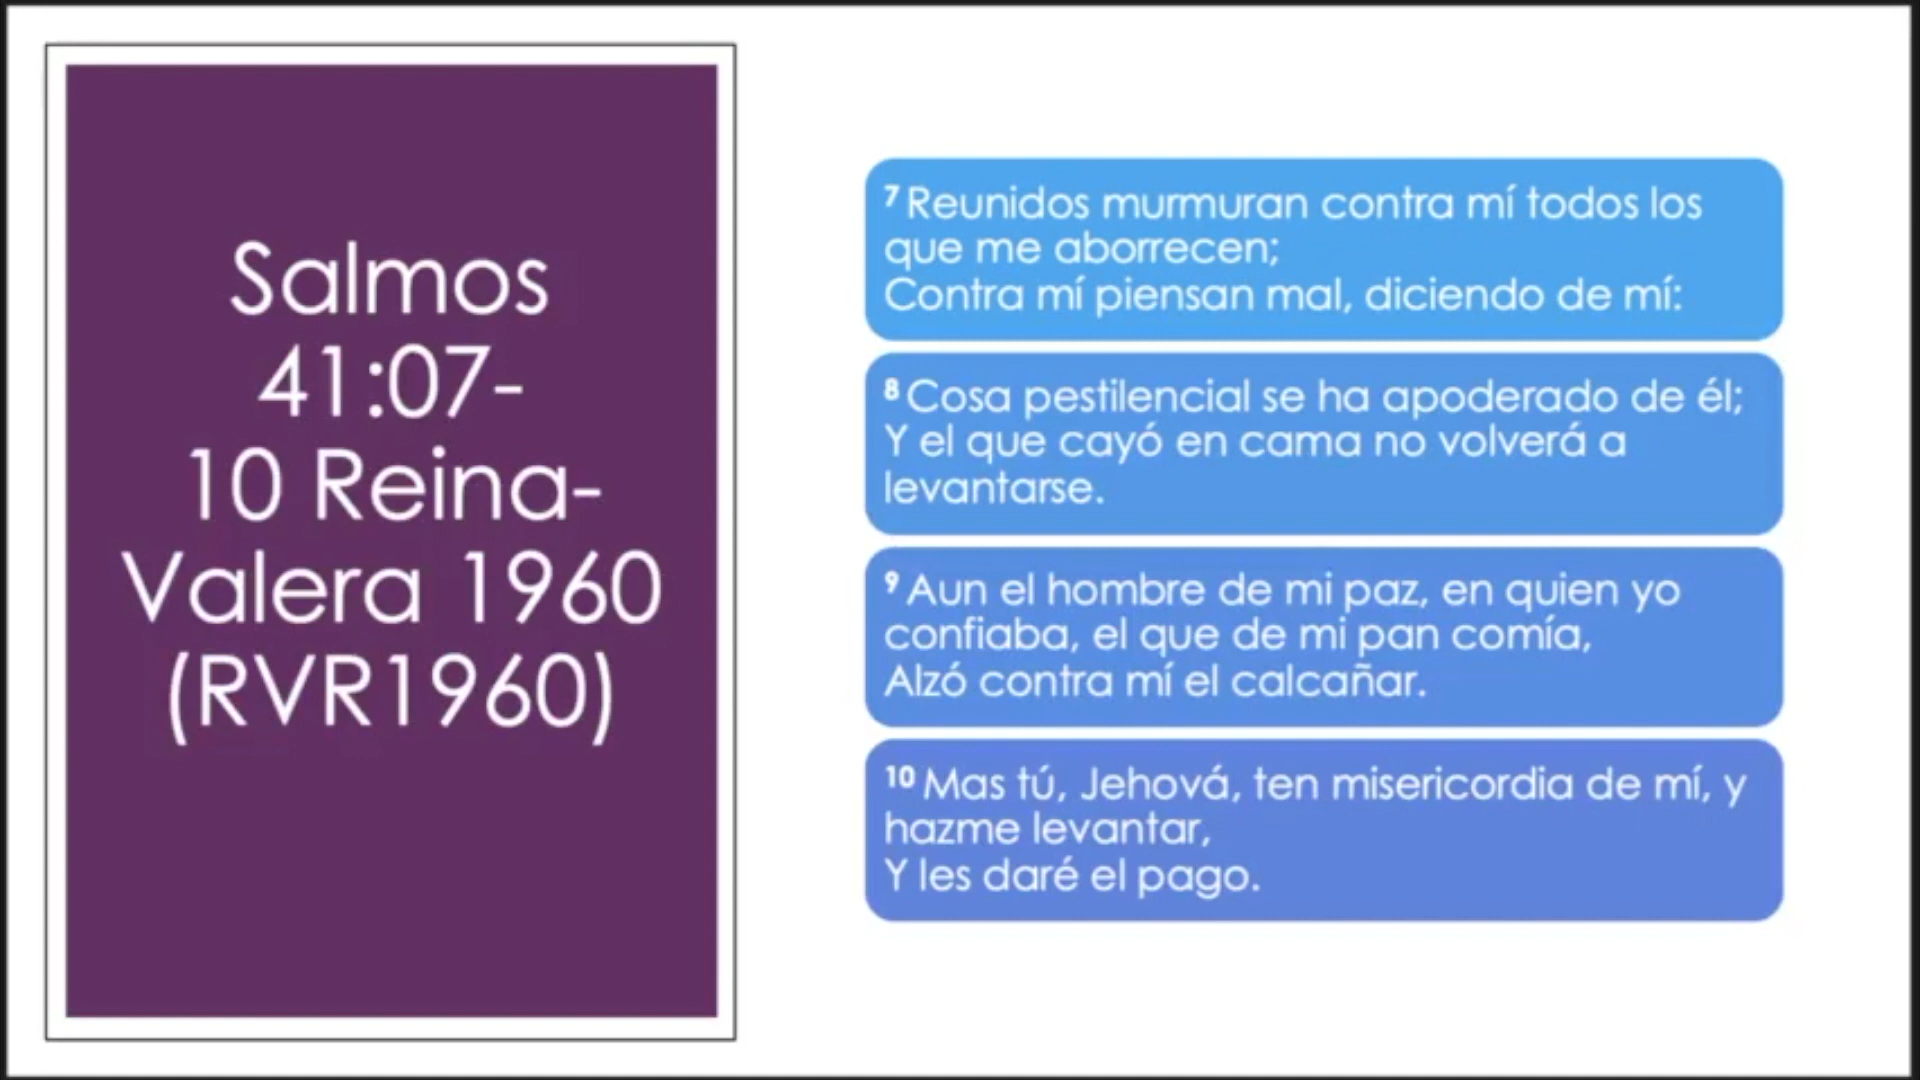 Salmos
41:07-
10 Reina-
Valera 1960
(RVR1960)
7 Reunidos murmuran contra mí todos los
que me aborrecen;
Contra mí piensan mal, diciendo de mí:
8 Cosa pestilencial se ha apoderado de él;
Y el que cayó en cama no volverá a
levantarse.
9 Aun el hombre de mi paz, en quien yo
confiaba, el que de mi pan comía,
Alzó contra mí el calcañar.
10 Mas tú, Jehová, ten misericordia de mí, y
hazme levantar,
Y les daré el pago.